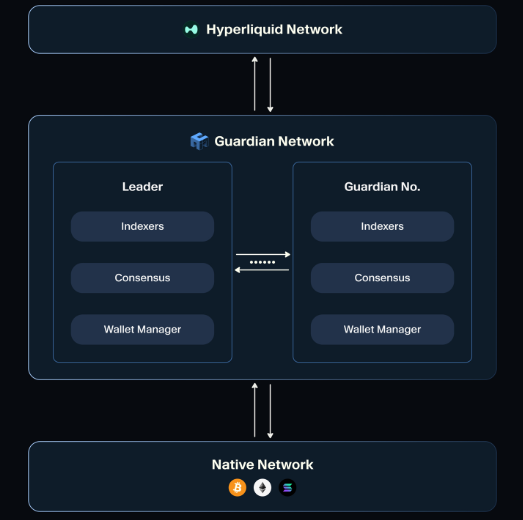 Hyperliquid Network
Guardian Network
Leader
Indexers
Consensus
Wallet Manager
Guardian No.
Indexers
Consensus
Wallet Manager
Native Network